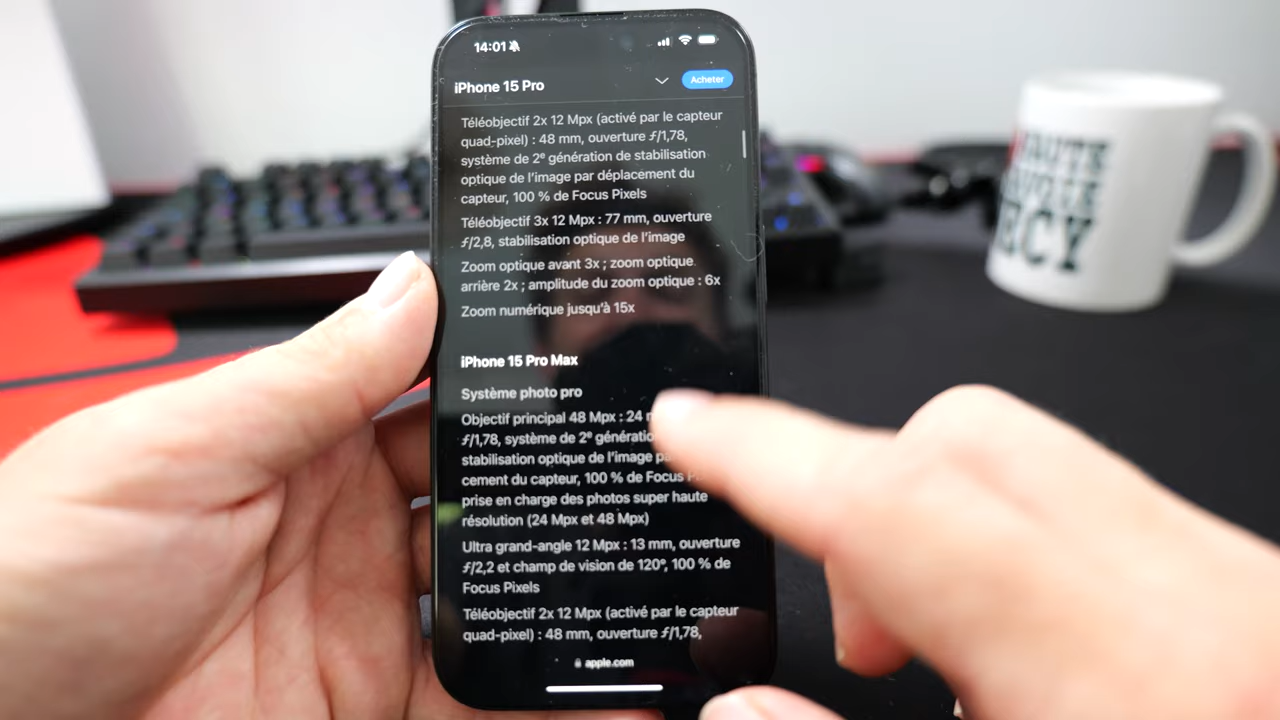 14:01
iPhone 15 Pro
Acheter
Téléobjectif 2x 12 Mpx (activé par le capteur
quad-pixel) : 48 mm, ouverture ƒ/1,78,
système de 2ᵉ génération de stabilisation
optique de l'image par déplacement du
capteur, 100 % de Focus Pixels
Téléobjectif 3x 12 Mpx : 77 mm, ouverture
ƒ/2,8, stabilisation optique de l'image
Zoom optique avant 3x ; zoom optique
arrière 2x ; amplitude du zoom optique : 6x
Zoom numérique jusqu'à 15x
iPhone 15 Pro Max
Système photo pro
Objectif principal 48 Mpx : 24
ƒ/1,78, système de 2ᵉ
stabilisation optique de l'image
cement du capteur, 100 % de Focus
prise en charge des photos super haute
résolution (24 Mpx et 48 Mpx)
Ultra grand-angle 12 Mpx : 13 mm, ouverture
ƒ/2,2 et champ de vision de 120°, 100 % de
Focus Pixels
Téléobjectif 2x 12 Mpx (activé par le capteur
quad-pixel) : 48 mm, ouverture ƒ/1,78,
apple.com